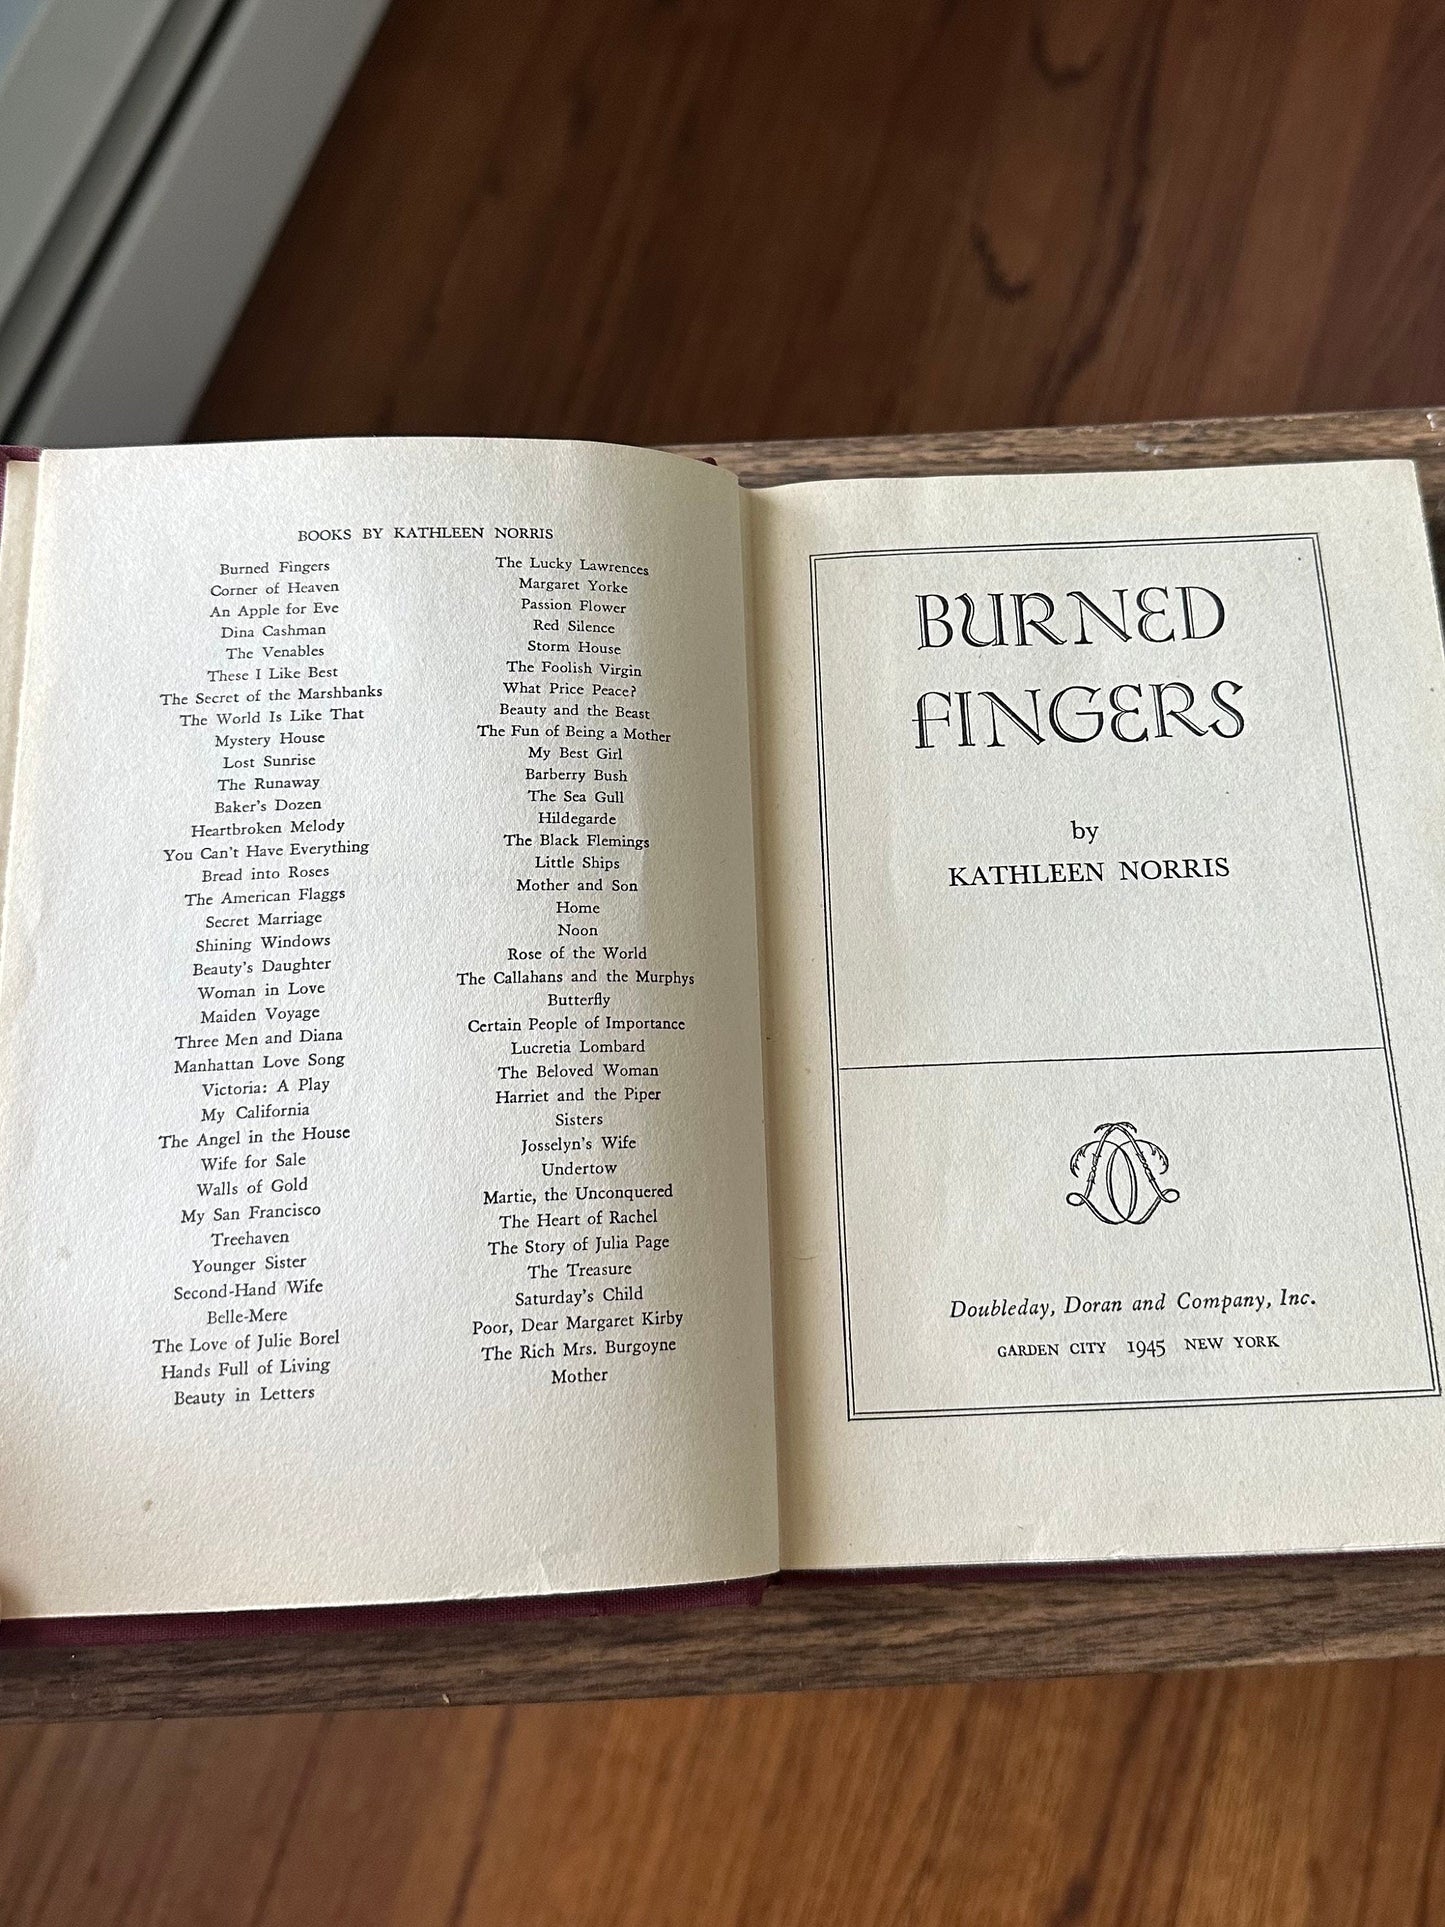 BOOKS BY KATHLEEN NORRIS
Burned Fingers
Corner of Heaven
An Apple for Eve
Dina Cashman
The Venables
These I Like Best
The Secret of the Marshbanks
The World Is Like That
Mystery House
Lost Sunrise
The Runaway
Baker's Dozen
Heartbroken Melody
You Can't Have Everything
Bread into Roses
The American Flaggs
Secret Marriage
Shining Windows
Beauty's Daughter
Woman in Love
Maiden Voyage
Three Men and Diana
Manhattan Love Song
Victoria: A Play
My California
The Angel in the House
Wife for Sale
Walls of Gold
My San Francisco
Treehaven
Younger Sister
Second-Hand Wife
Belle-Mere
The Love of Julie Borel
Hands Full of Living
Beauty in Letters
The Lucky Lawrences
Margaret Yorke
Passion Flower
Red Silence
Storm House
The Foolish Virgin
What Price Peace?
Beauty and the Beast
The Fun of Being a Mother
My Best Girl
Barberry Bush
The Sea Gull
Hildegarde
The Black Flemings
Little Ships
Mother and Son
Home
Noon
Rose of the World
The Callahans and the Murphys
Butterfly
Certain People of Importance
Lucretia Lombard
The Beloved Woman
Harriet and the Piper
Sisters
Josselyn's Wife
Undertow
Martie, the Unconquered
The Heart of Rachel
The Story of Julia Page
The Treasure
Saturday's Child
Poor, Dear Margaret Kirby
The Rich Mrs. Burgoyne
Mother
BURNED
FINGERS
by
KATHLEEN NORRIS
Doubleday, Doran and Company, Inc.
GARDEN CITY 1945 NEW YORK